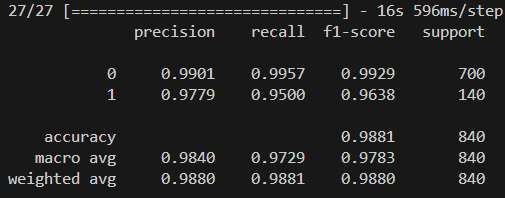 27/27 [==============================] - 16s 596ms/step
              precision    recall  f1-score   support

           0     0.9901    0.9957    0.9929       700
           1     0.9779    0.9500    0.9638       140

    accuracy                         0.9881       840
   macro avg     0.9840    0.9729    0.9783       840
weighted avg     0.9880    0.9881    0.9880       840